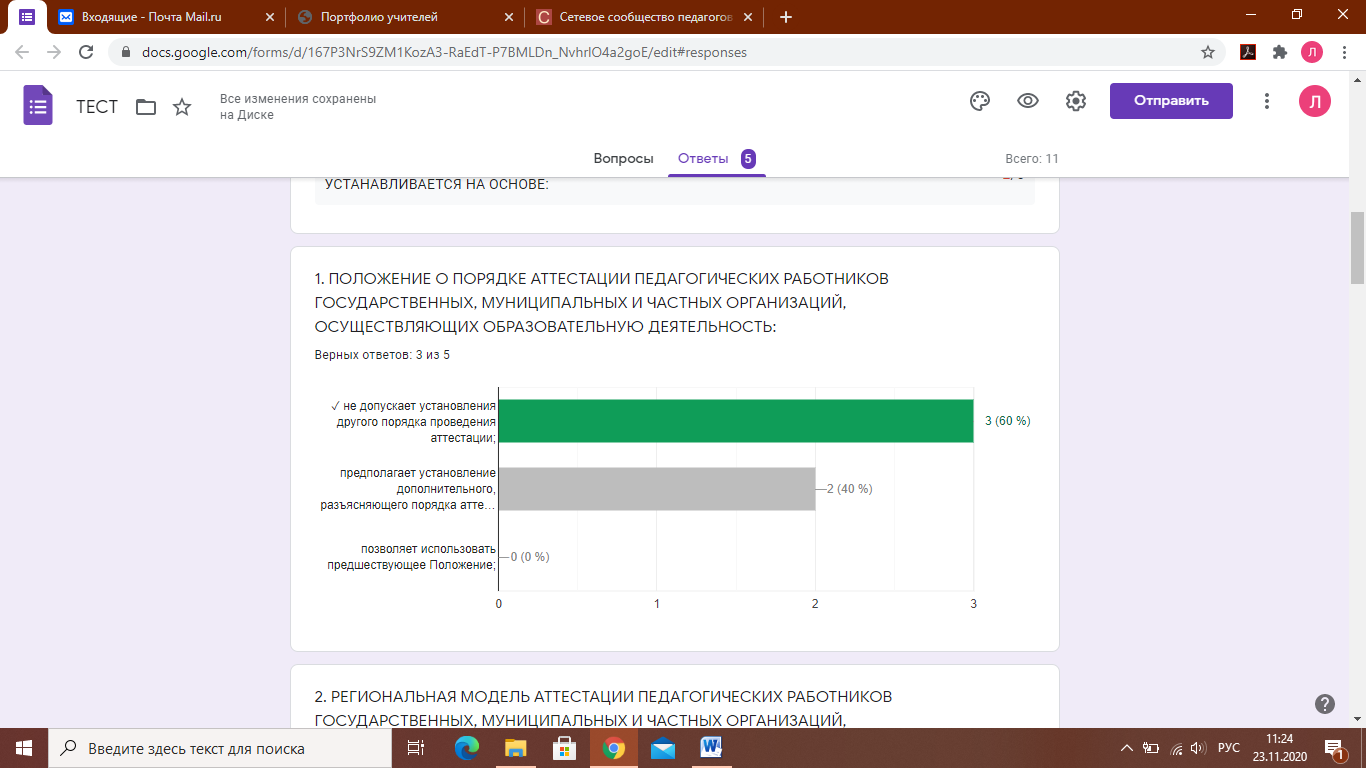 Входящие - Почта Mail.ru
Портфолио учителей
Сетевое сообщество педагогов
docs.google.com/forms/d/167P3NrS9ZM1KozA3-RaEdT-P7BMLDn_NvhrlO4a2goE/edit#responses
Л
ТЕСТ
Все изменения сохранены
на Диске
Отправить
Л
Вопросы
Ответы 5
Всего: 11
УСТАНАВЛИВАЕТСЯ НА ОСНОВЕ:
1. ПОЛОЖЕНИЕ О ПОРЯДКЕ АТТЕСТАЦИИ ПЕДАГОГИЧЕСКИХ РАБОТНИКОВ
ГОСУДАРСТВЕННЫХ, МУНИЦИПАЛЬНЫХ И ЧАСТНЫХ ОРГАНИЗАЦИЙ,
ОСУЩЕСТВЛЯЮЩИХ ОБРАЗОВАТЕЛЬНУЮ ДЕЯТЕЛЬНОСТЬ:
Верных ответов: 3 из 5
✓ не допускает установления
другого порядка проведения
аттестации;
3 (60 %)
предполагает установление
дополнительного,
разъясняющего порядка атте...
2 (40 %)
позволяет использовать
предшествующее Положение;
0 (0 %)
0 1 2 3
2. РЕГИОНАЛЬНАЯ МОДЕЛЬ АТТЕСТАЦИИ ПЕДАГОГИЧЕСКИХ РАБОТНИКОВ
ГОСУДАРСТВЕННЫХ, МУНИЦИПАЛЬНЫХ И ЧАСТНЫХ ОРГАНИЗАЦИЙ,
Введите здесь текст для поиска
РУС
11:24
23.11.2020
1